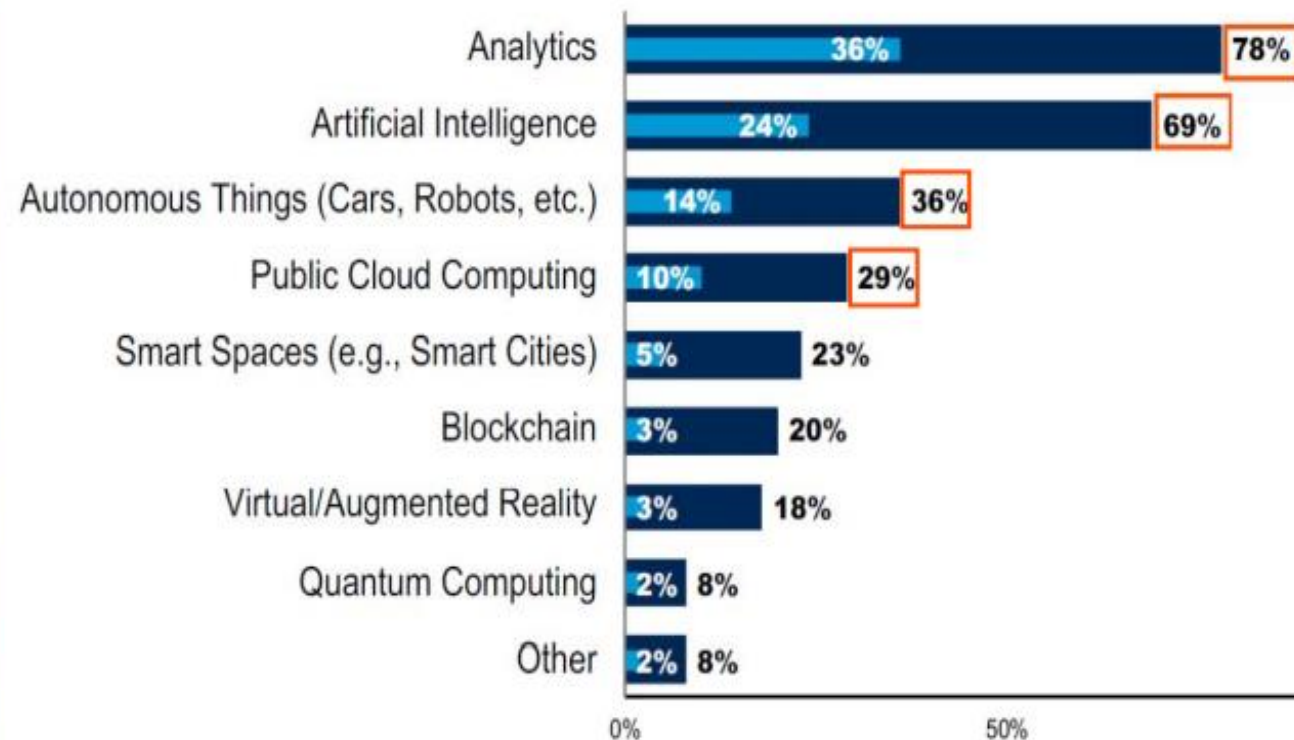 Analytics 36% 78%
Artificial Intelligence 24% 69%
Autonomous Things (Cars, Robots, etc.) 14% 36%
Public Cloud Computing 10% 29%
Smart Spaces (e.g., Smart Cities) 5% 23%
Blockchain 3% 20%
Virtual/Augmented Reality 3% 18%
Quantum Computing 2% 8%
Other 2% 8%
0% 50%